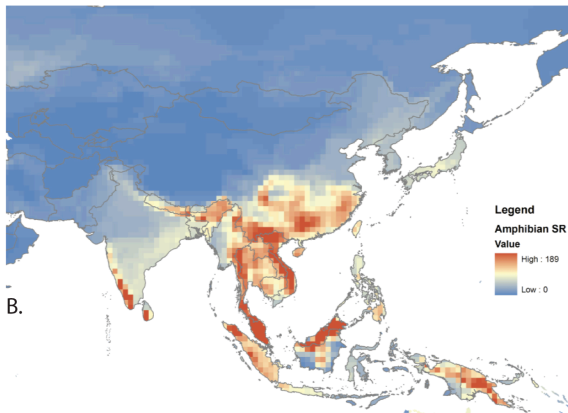 Legend
Amphibian SR
Value
High : 189
Low : 0
B.